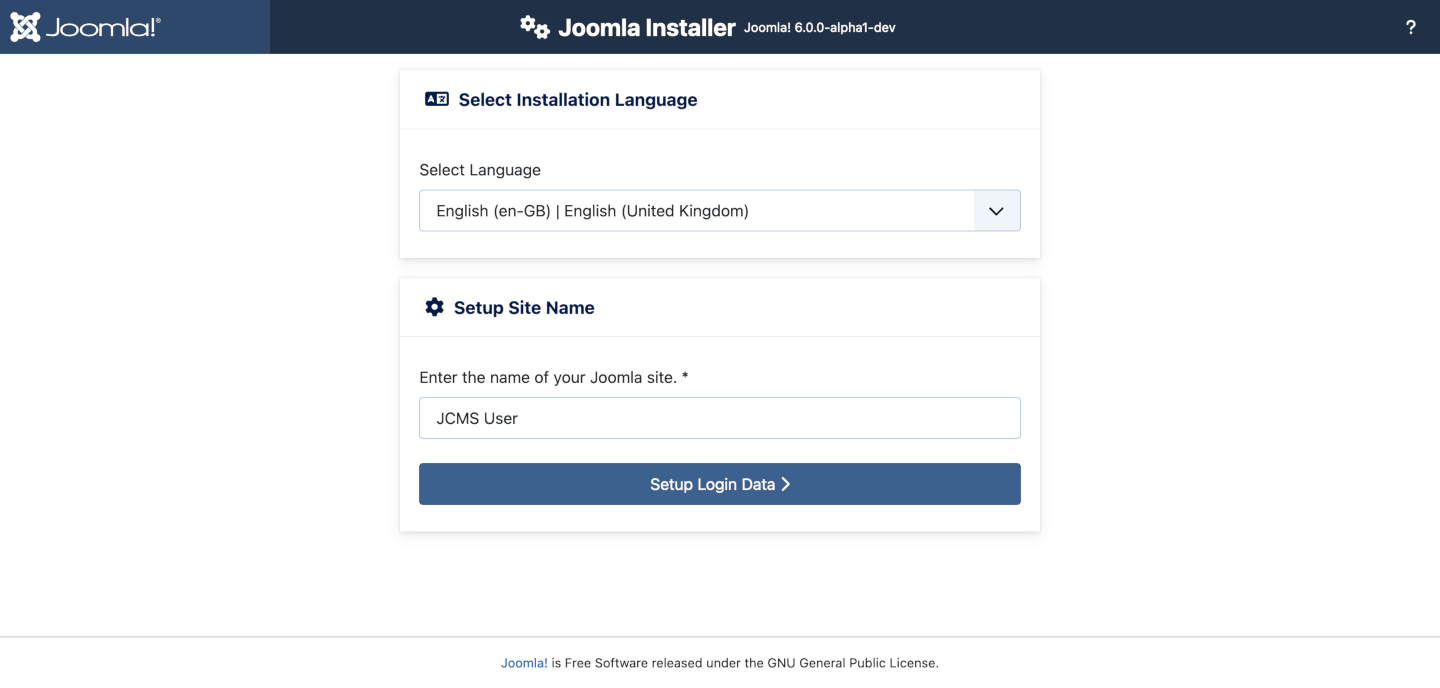 Joomla!®
Joomla Installer Joomla! 6.0.0-alpha1-dev
?
Select Installation Language
Select Language
English (en-GB) | English (United Kingdom)
Setup Site Name
Enter the name of your Joomla site. *
JCMS User
Setup Login Data
Joomla! is Free Software released under the GNU General Public License.